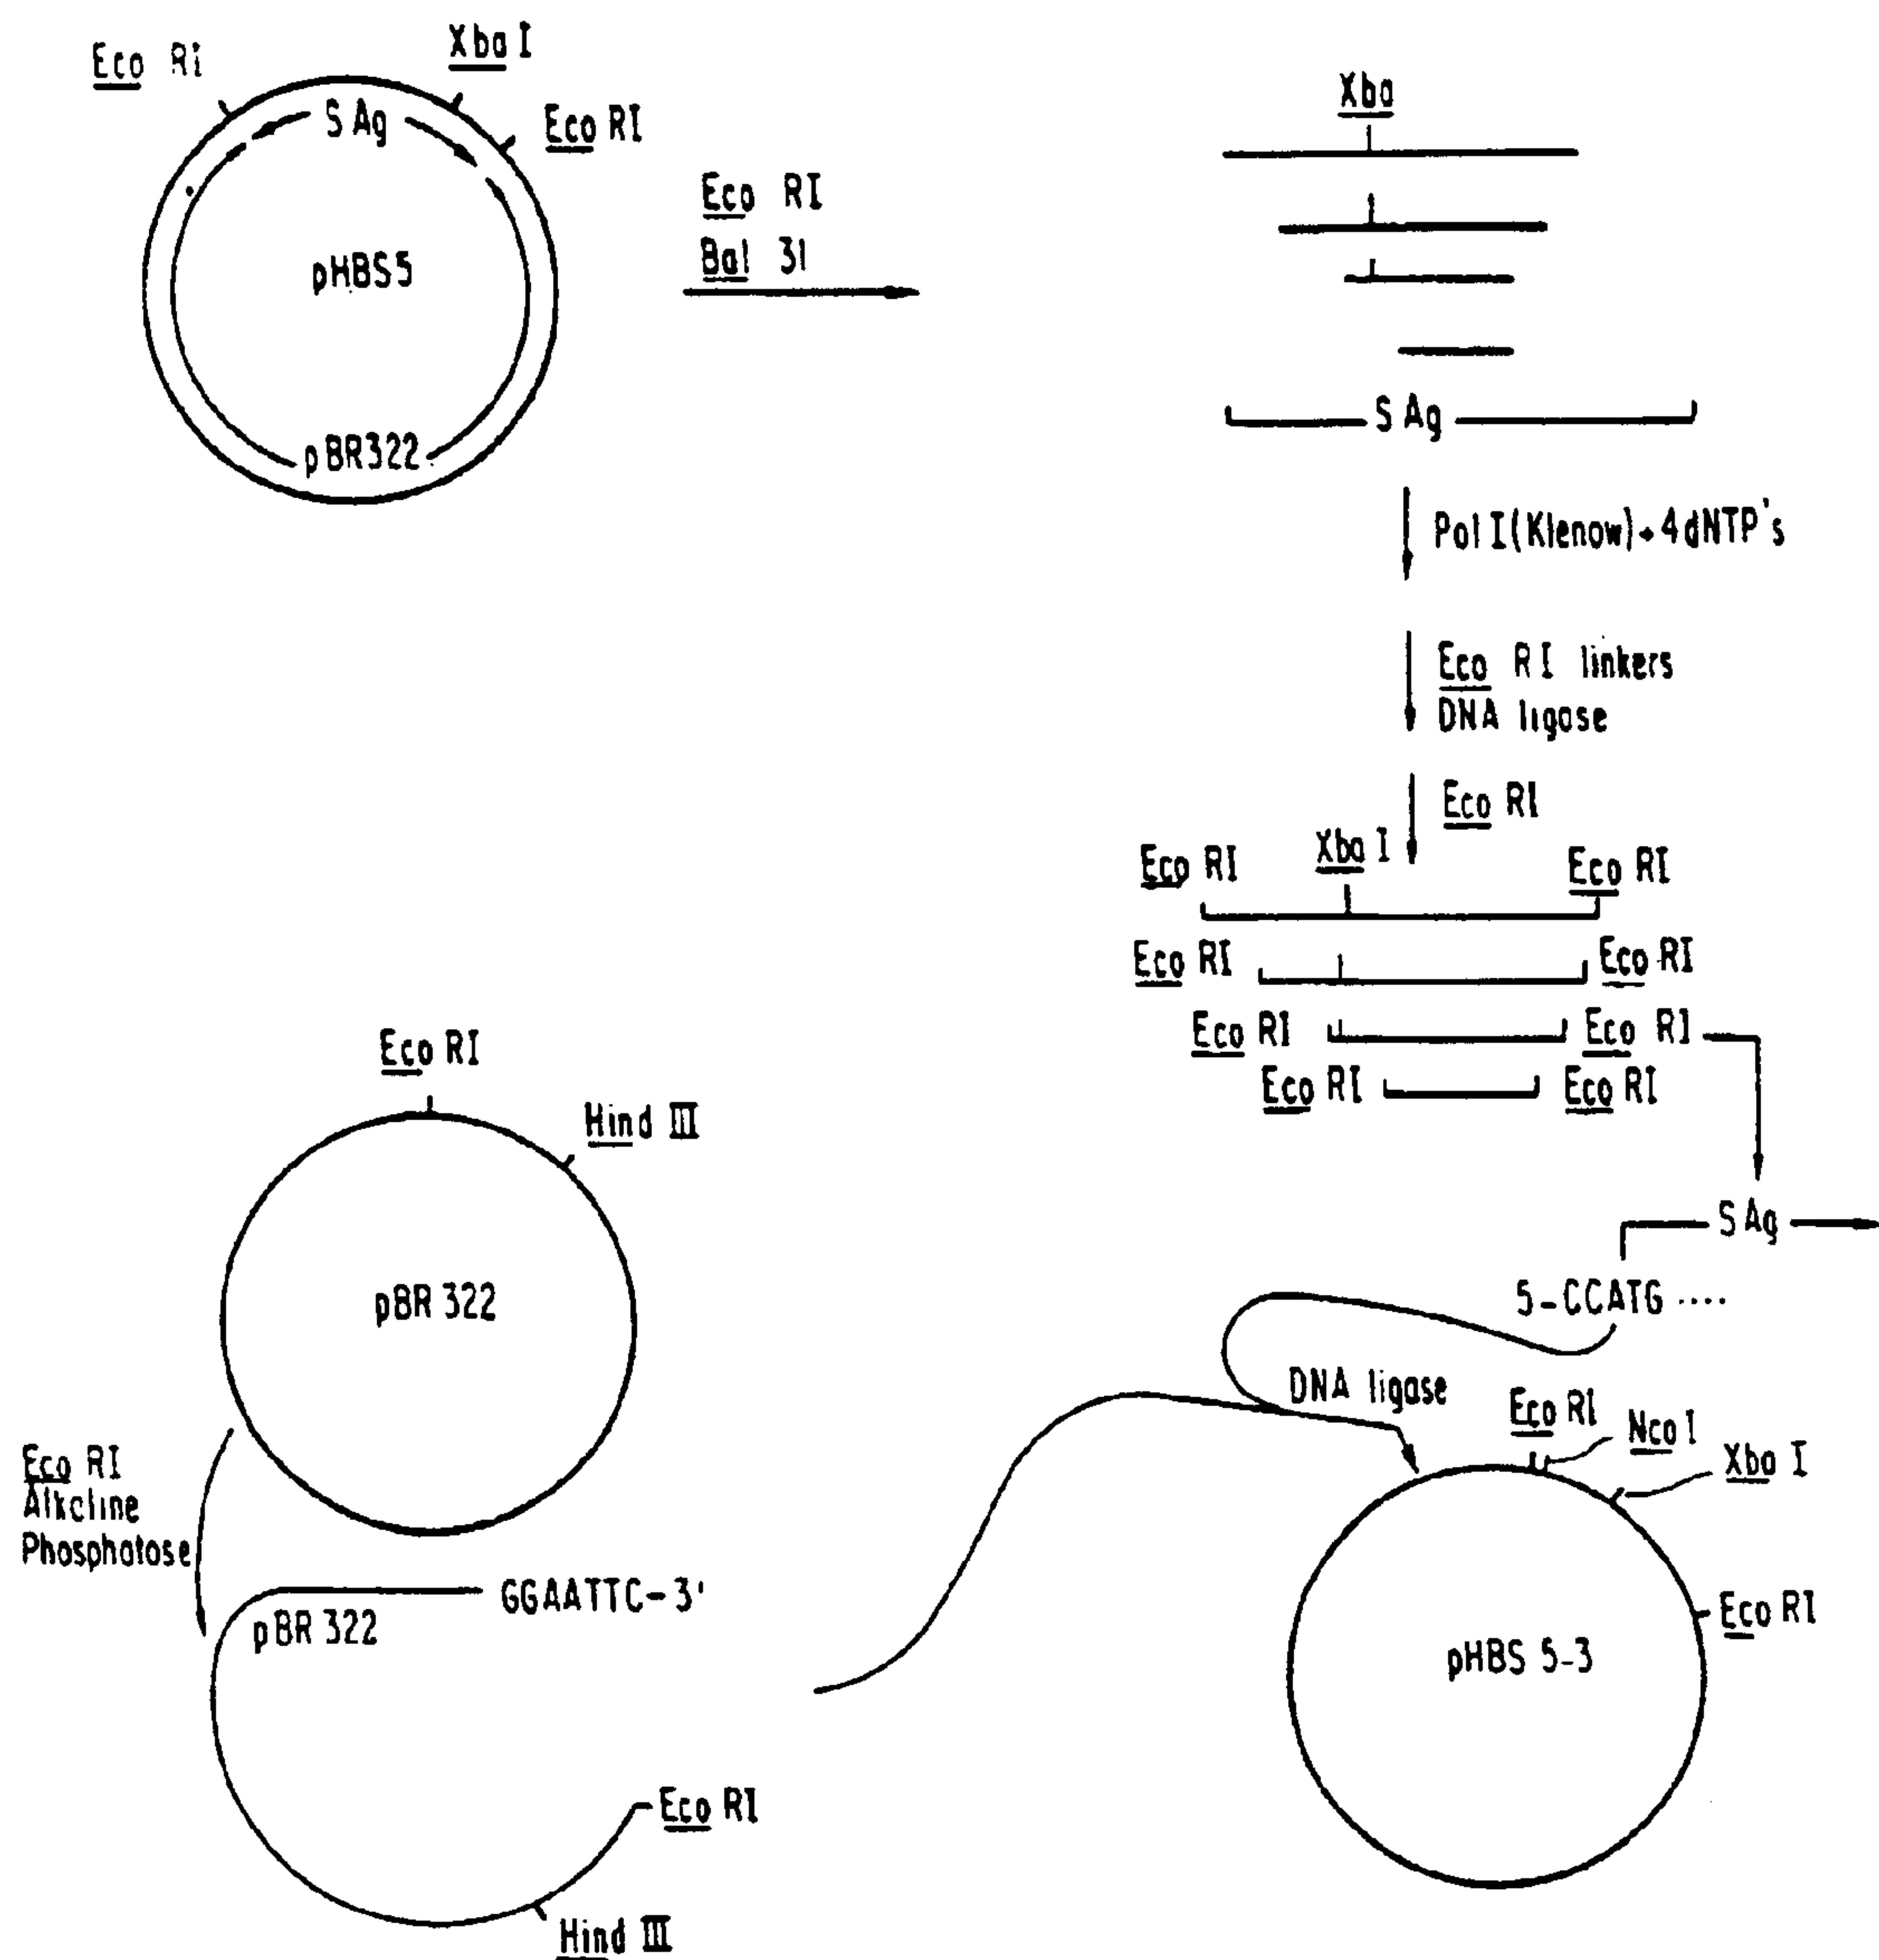 Eco RI
Xba I
Eco RI
S Ag
pHBS5
pBR322
Eco RI
Bal 31
Xba
S Ag
Pol I(Klenow)+4dNTP's
Eco RI linkers
DNA ligase
Eco RI
Eco RI
Xba I
Eco RI
Eco RI
Eco RI
Eco RI
Eco RI
Eco RI
Eco RI
S Ag
5-CCATG ....
DNA ligase
Eco RI
Nco I
Xba I
Eco RI
pHBS 5-3
Eco RI
Hind III
pBR 322
Eco RI
Alkaline
Phosphatase
GGAATTC-3'
pBR 322
Eco RI
Hind III